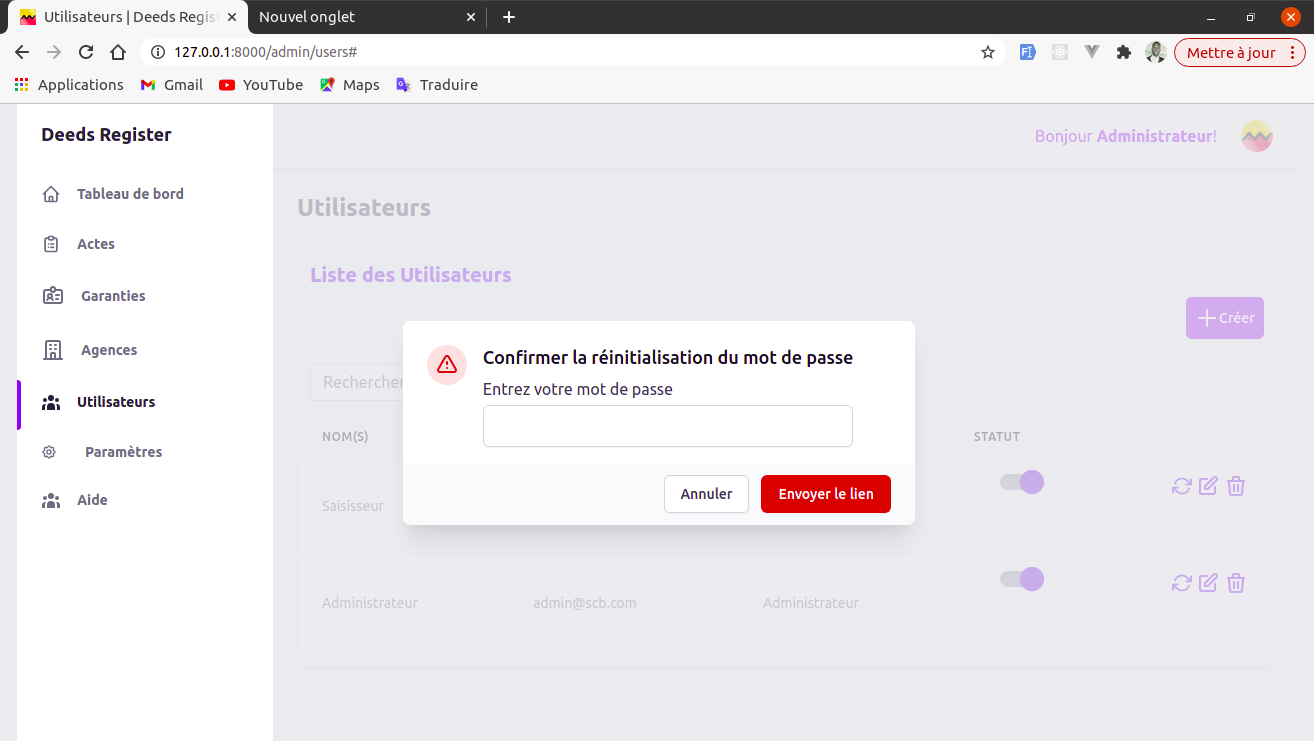 Utilisateurs | Deeds Regis
Nouvel onglet
127.0.0.1:8000/admin/users#
Mettre à jour
Applications
Gmail
YouTube
Maps
Traduire
Deeds Register
Bonjour Administrateur!
Tableau de bord
Actes
Garanties
Agences
Utilisateurs
Paramètres
Aide
Utilisateurs
Liste des Utilisateurs
Créer
Rechercher
Confirmer la réinitialisation du mot de passe
Entrez votre mot de passe
Annuler
Envoyer le lien
NOM(S)
STATUT
Saisisseur
Administrateur
admin@scb.com
Administrateur